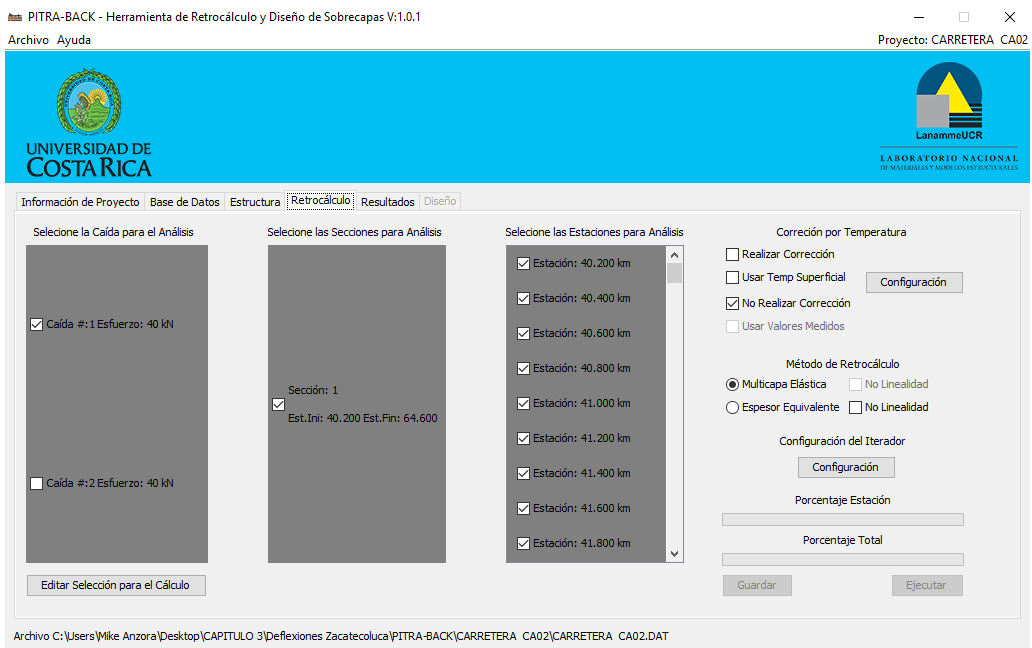 PITRA-BACK - Herramienta de Retrocálculo y Diseño de Sobrecapas V:1.0.1
Archivo Ayuda
Proyecto: CARRETERA CA02
UNIVERSIDAD DE
COSTA RICA
LanammeUCR
LABORATORIO NACIONAL
DE MATERIALES Y MODELOS ESTRUCTURALES
Información de Proyecto Base de Datos Estructura Retrocálculo Resultados Diseño
Selecione la Caída para el Análisis
Caída #:1 Esfuerzo: 40 kN
Caída #:2 Esfuerzo: 40 kN
Editar Selección para el Cálculo
Selecione las Secciones para Análisis
Sección: 1
Est.Ini: 40.200 Est.Fin: 64.600
Selecione las Estaciones para Análisis
Estación: 40.200 km
Estación: 40.400 km
Estación: 40.600 km
Estación: 40.800 km
Estación: 41.000 km
Estación: 41.200 km
Estación: 41.400 km
Estación: 41.600 km
Estación: 41.800 km
Correción por Temperatura
Realizar Corrección
Usar Temp Superficial
Configuración
No Realizar Corrección
Usar Valores Medidos
Método de Retrocálculo
Multicapa Elástica No Linealidad
Espesor Equivalente No Linealidad
Configuración del Iterador
Configuración
Porcentaje Estación
Porcentaje Total
Guardar Ejecutar
Archivo C:\Users\Mike Anzora\Desktop\CAPITULO 3\Deflexiones Zacatecoluca\PITRA-BACK\CARRETERA CA02\CARRETERA CA02.DAT